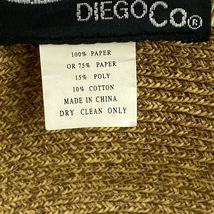 DIEGOCO®
100% PAPER
OR 75% PAPER
15% POLY
10% COTTON
MADE IN CHINA
DRY CLEAN ONLY